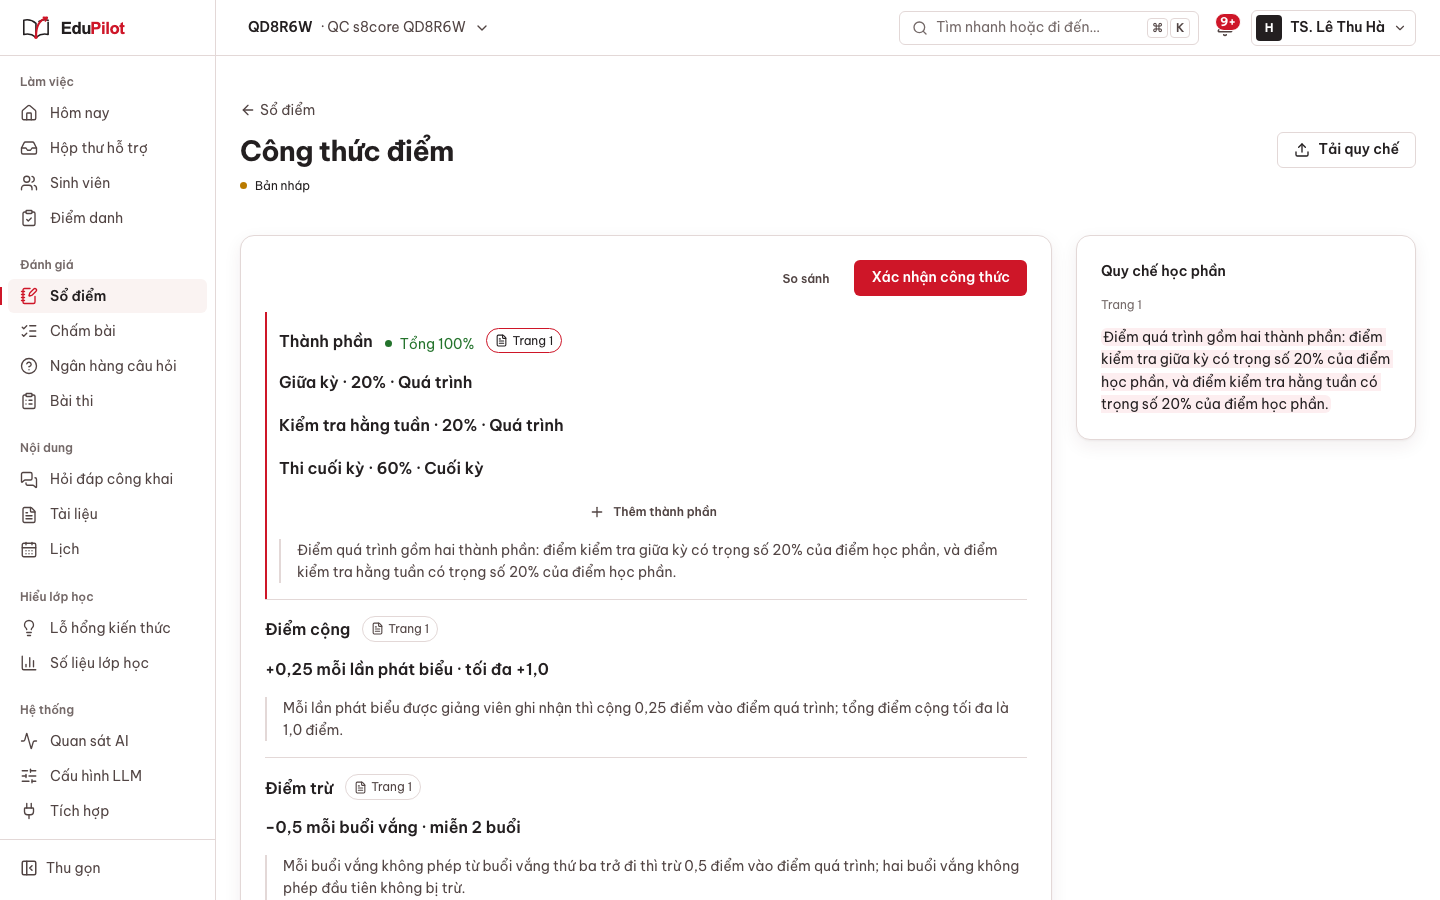 EduPilot
QD8R6W · QC s8core QD8R6W
Tìm nhanh hoặc đi đến...
⌘ K
9+
H
TS. Lê Thu Hà
Làm việc
Hôm nay
Hộp thư hỗ trợ
Sinh viên
Điểm danh
Đánh giá
Sổ điểm
Chấm bài
Ngân hàng câu hỏi
Bài thi
Nội dung
Hỏi đáp công khai
Tài liệu
Lịch
Hiểu lớp học
Lỗ hổng kiến thức
Số liệu lớp học
Hệ thống
Quan sát AI
Cấu hình LLM
Tích hợp
Thu gọn
Sổ điểm
Công thức điểm
Bản nháp
Tải quy chế
So sánh
Xác nhận công thức
Thành phần
Tổng 100%
Trang 1
Giữa kỳ · 20% · Quá trình
Kiểm tra hằng tuần · 20% · Quá trình
Thi cuối kỳ · 60% · Cuối kỳ
Thêm thành phần
Điểm quá trình gồm hai thành phần: điểm kiểm tra giữa kỳ có trọng số 20% của điểm học phần, và điểm
kiểm tra hằng tuần có trọng số 20% của điểm học phần.
Điểm cộng
Trang 1
+0,25 mỗi lần phát biểu · tối đa +1,0
Mỗi lần phát biểu được giảng viên ghi nhận thì cộng 0,25 điểm vào điểm quá trình; tổng điểm cộng tối đa là
1,0 điểm.
Điểm trừ
Trang 1
−0,5 mỗi buổi vắng · miễn 2 buổi
Mỗi buổi vắng không phép từ buổi vắng thứ ba trở đi thì trừ 0,5 điểm vào điểm quá trình; hai buổi vắng không
phép đầu tiên không bị trừ.
Quy chế học phần
Trang 1
Điểm quá trình gồm hai thành phần: điểm
kiểm tra giữa kỳ có trọng số 20% của điểm
học phần, và điểm kiểm tra hằng tuần có
trọng số 20% của điểm học phần.